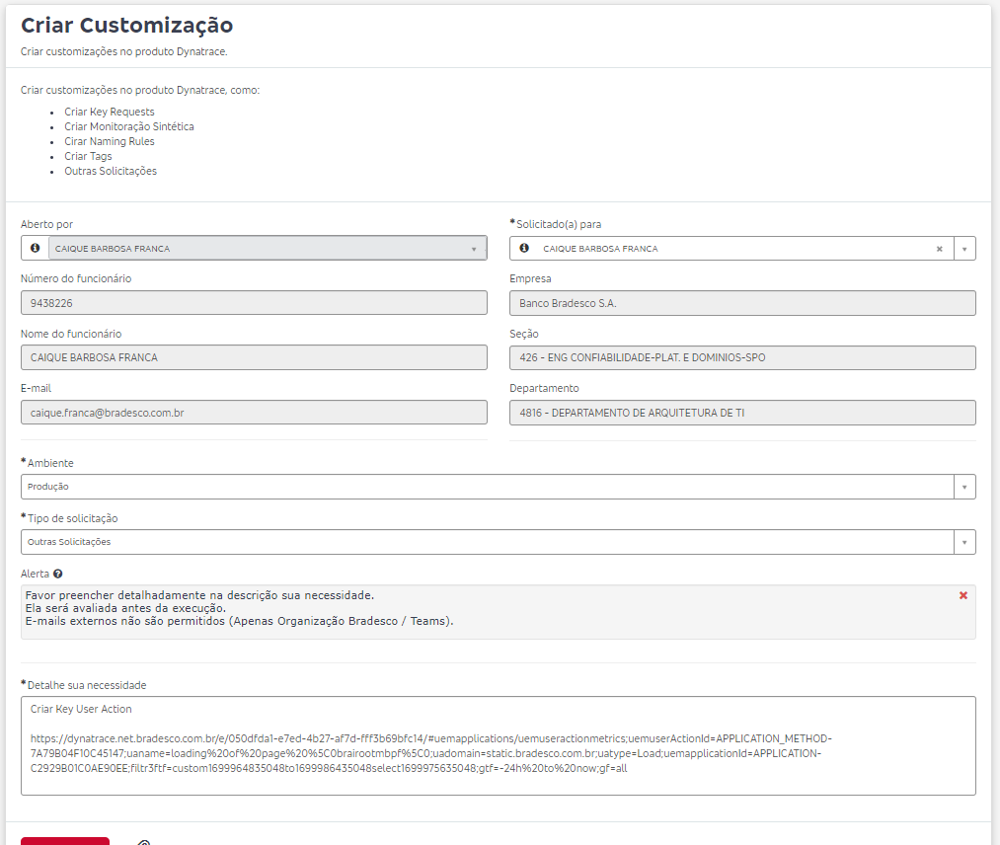 Criar Customização
Criar customizações no produto Dynatrace.
Criar customizações no produto Dynatrace, como:
Criar Key Requests
Criar Monitoração Sintética
Cirar Naming Rules
Criar Tags
Outras Solicitações
Aberto por
CAIQUE BARBOSA FRANCA
*Solicitado(a) para
CAIQUE BARBOSA FRANCA
Número do funcionário
9438226
Empresa
Banco Bradesco S.A.
Nome do funcionário
CAIQUE BARBOSA FRANCA
Seção
426 - ENG CONFIABILIDADE-PLAT. E DOMINIOS-SPO
E-mail
caique.franca@bradesco.com.br
Departamento
4816 - DEPARTAMENTO DE ARQUITETURA DE TI
*Ambiente
Produção
*Tipo de solicitação
Outras Solicitações
Alerta
Favor preencher detalhadamente na descrição sua necessidade.
Ela será avaliada antes da execução.
E-mails externos não são permitidos (Apenas Organização Bradesco / Teams).
*Detalhe sua necessidade
Criar Key User Action
https://dynatrace.net.bradesco.com.br/e/050dfda1-e7ed-4b27-af7d-fff3b69bfc14/#uemapplications/uemuseractionmetrics;uemuserActionId=APPLICATION_METHOD-
7A79B04F10C45147;uaname=loading%20of%20page%20%5C0brairootmbpf%5C0;uadomain=static.bradesco.com.br;uatype=Load;uemapplicationId=APPLICATION-
C2929B01C0AE90EE;filtr3ftf=custom1699964835048to1699986435048select1699975635048;gtf=-24h%20to%20now;gf=all